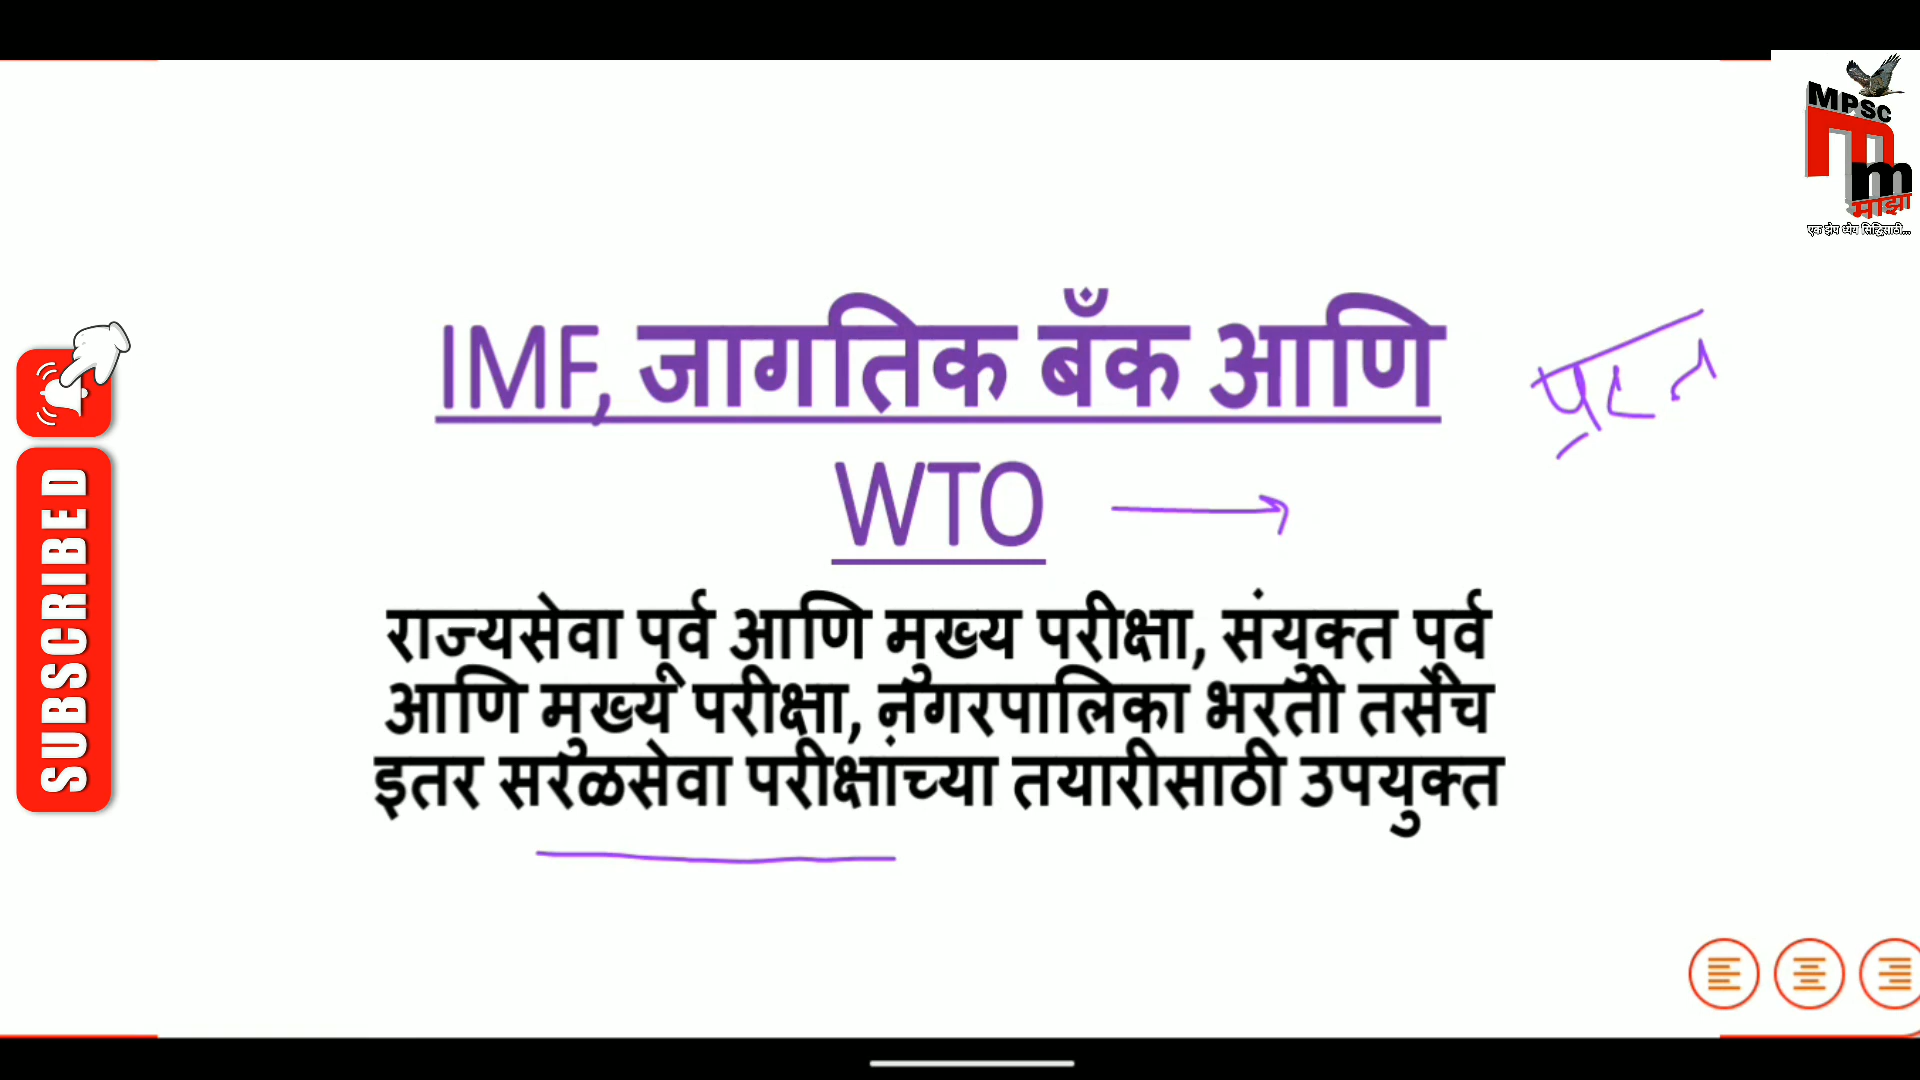 MPSC
माझा
एक झेप ध्येय सिद्धिसाठी...
IMF, जागतिक बँक आणि
WTO
राज्यसेवा पूर्व आणि मुख्य परीक्षा, संयुक्त पूर्व
आणि मुख्य परीक्षा, नगरपालिका भरती तसेच
इतर सरळसेवा परीक्षांच्या तयारीसाठी उपयुक्त
SUBSCRIBED